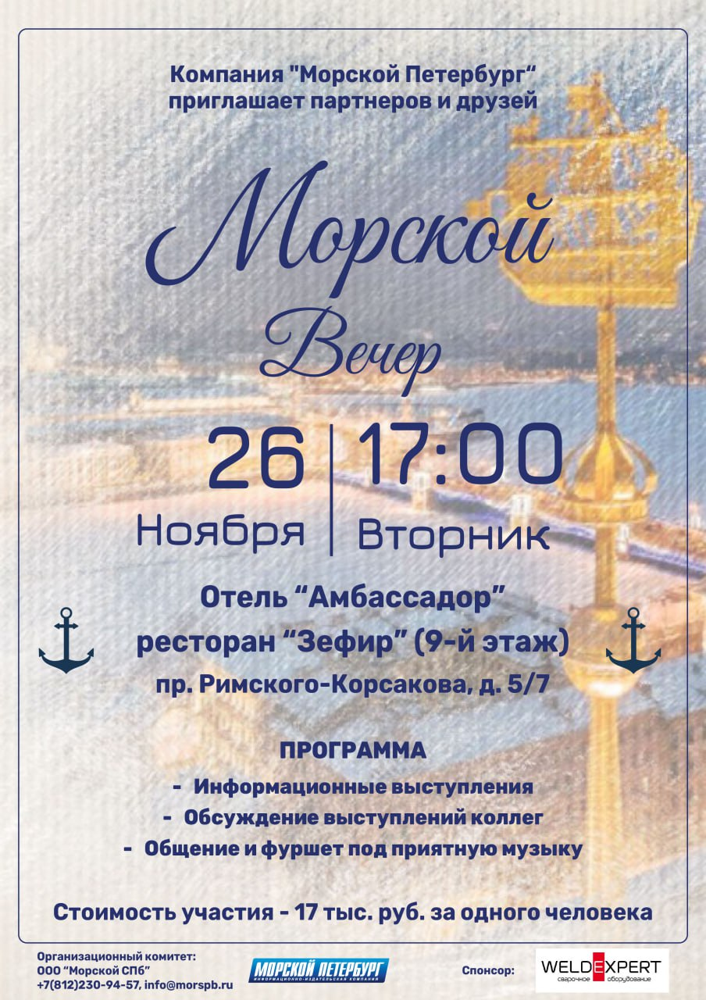 Компания "Морской Петербург“
приглашает партнеров и друзей
Морской
Вечер
26
Ноября
17:00
Вторник
Отель “Амбассадор”
ресторан “Зефир” (9-й этаж)
пр. Римского-Корсакова, д. 5/7
ПРОГРАММА
- Информационные выступления
- Обсуждение выступлений коллег
- Общение и фуршет под приятную музыку
Стоимость участия - 17 тыс. руб. за одного человека
Организационный комитет:
ООО “Морской СПб”
+7(812)230-94-57, info@morspb.ru
МОРСКОЙ ПЕТЕРБУРГ
ИНФОРМАЦИОННО-ИЗДАТЕЛЬСКАЯ КОМПАНИЯ
Спонсор:
WELDEXPERT
сварочное оборудование